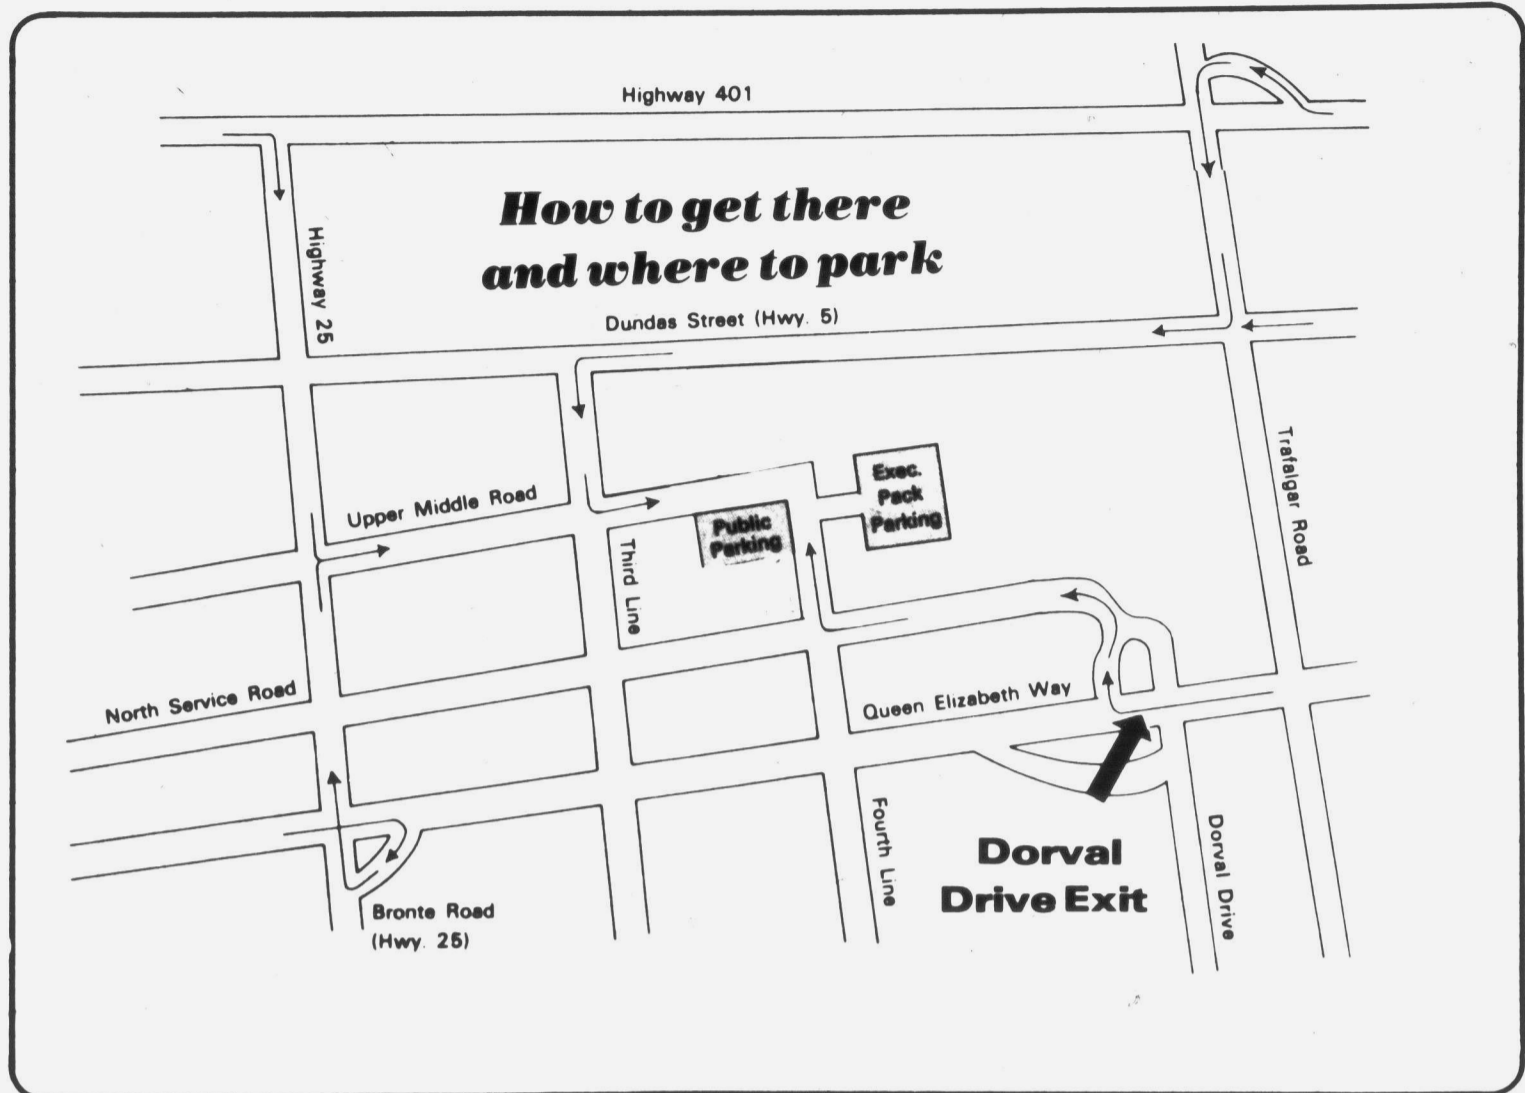 Highway 401
How to get there
and where to park
Highway 25
Dundas Street (Hwy. 5)
Trafalgar Road
Exec.
Pack
Parking
Upper Middle Road
Public
Parking
Third Line
North Service Road
Queen Elizabeth Way
Fourth Line
Dorval
Drive Exit
Dorval Drive
Bronte Road
(Hwy. 25)